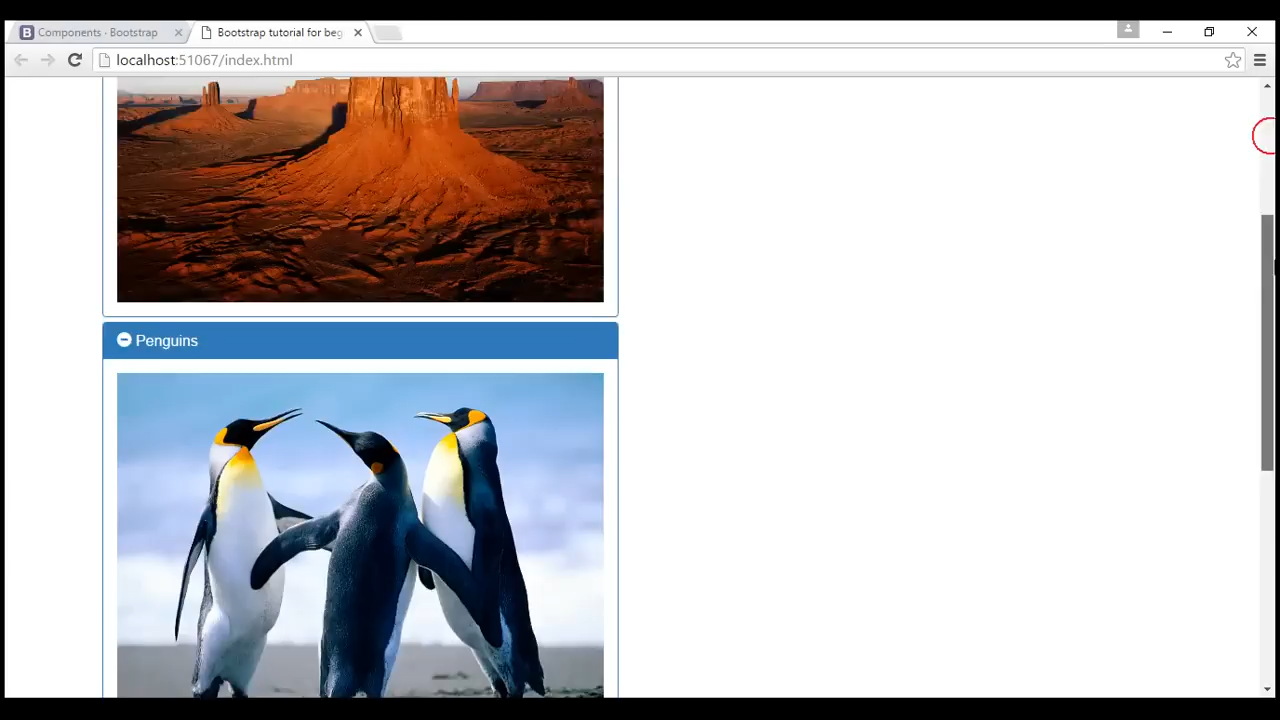 Components · Bootstrap
Bootstrap tutorial for beg
localhost:51067/index.html
Penguins